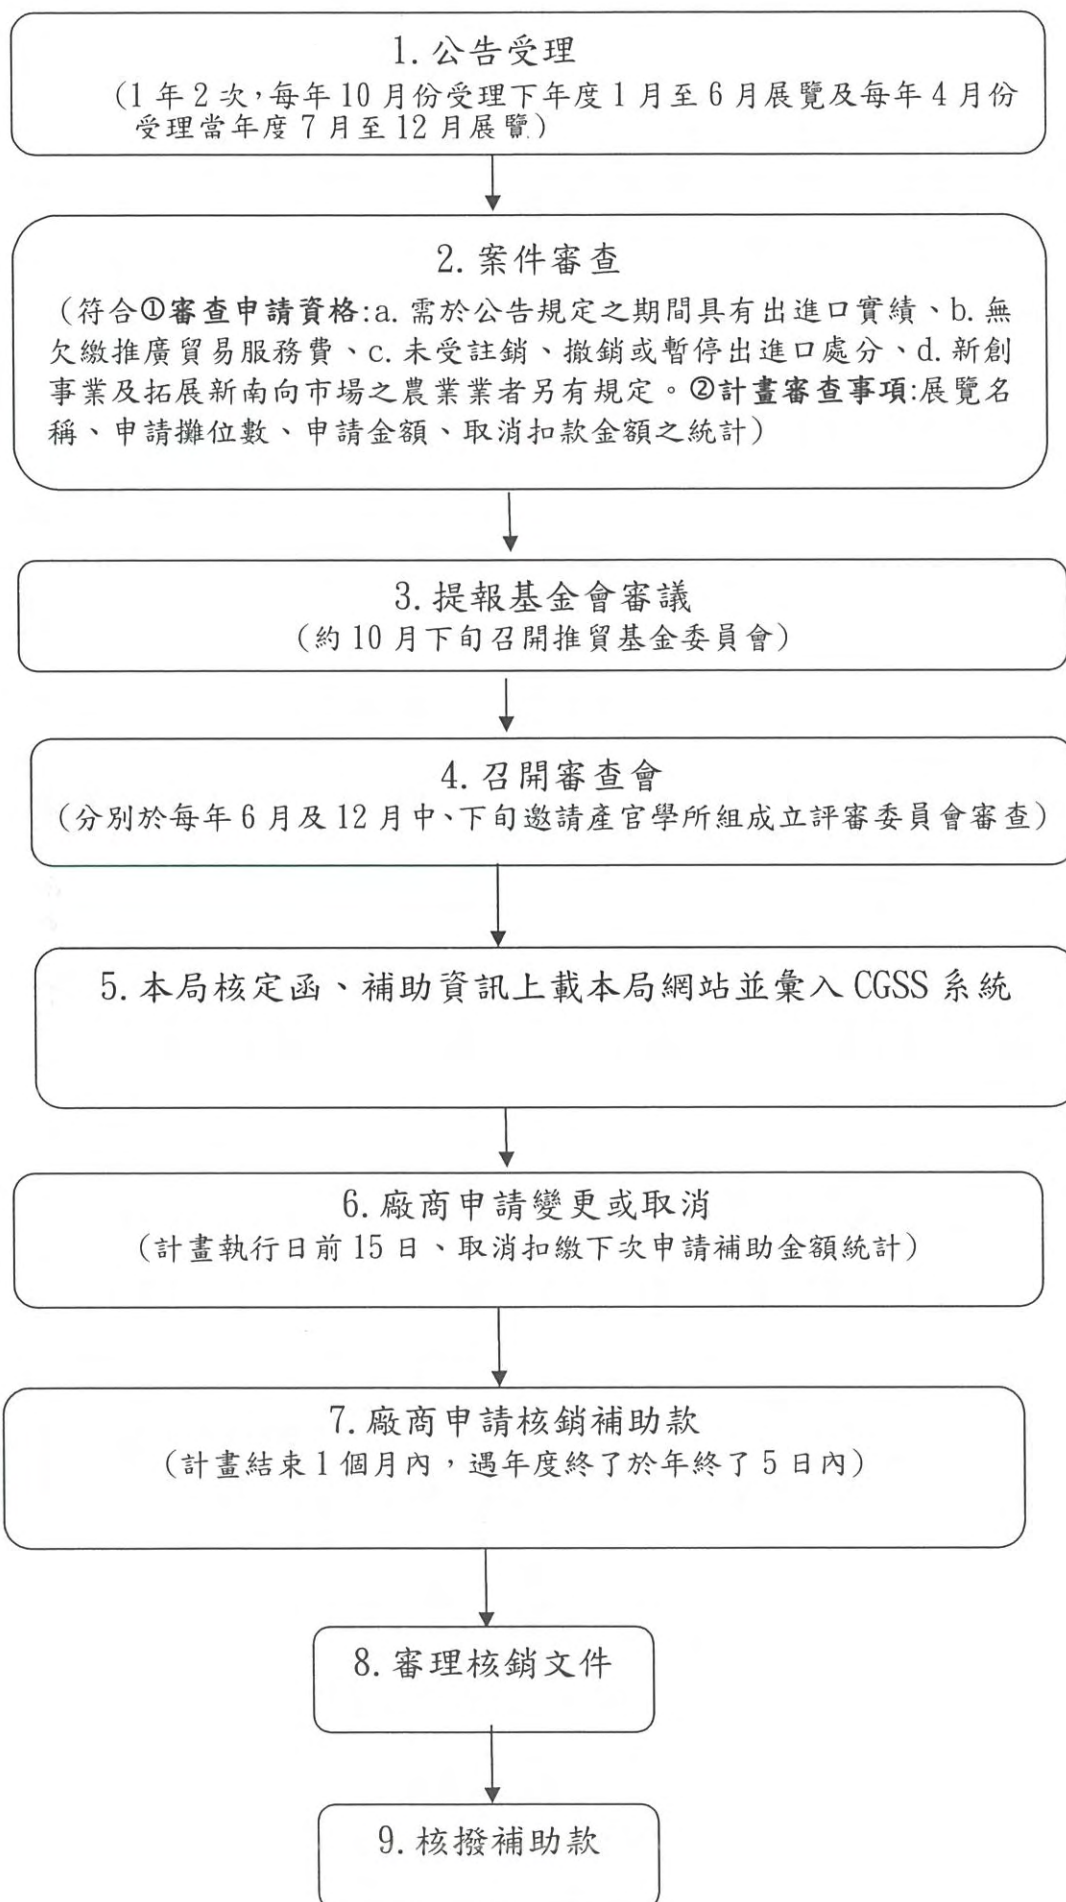 1. 公告受理
(1 年 2 次，每年 10 月份受理下年度 1 月至 6 月展覽及每年 4 月份
受理當年度 7 月至 12 月展覽)
2. 案件審查
(符合①審查申請資格:a. 需於公告規定之期間具有出進口實績、b. 無
欠繳推廣貿易服務費、c. 未受註銷、撤銷或暫停出進口處分、d. 新創
事業及拓展新南向市場之農業業者另有規定。②計畫審查事項:展覽名
稱、申請攤位數、申請金額、取消扣款金額之統計)
3. 提報基金會審議
(約 10 月下旬召開推貿基金委員會)
4. 召開審查會
(分別於每年 6 月及 12 月中、下旬邀請產官學所組成立評審委員會審查)
5. 本局核定函、補助資訊上載本局網站並彙入 CGSS 系統
6. 廠商申請變更或取消
(計畫執行日前 15 日、取消扣繳下次申請補助金額統計)
7. 廠商申請核銷補助款
(計畫結束 1 個月內，遇年度終了於年終了 5 日內)
8. 審理核銷文件
9. 核撥補助款